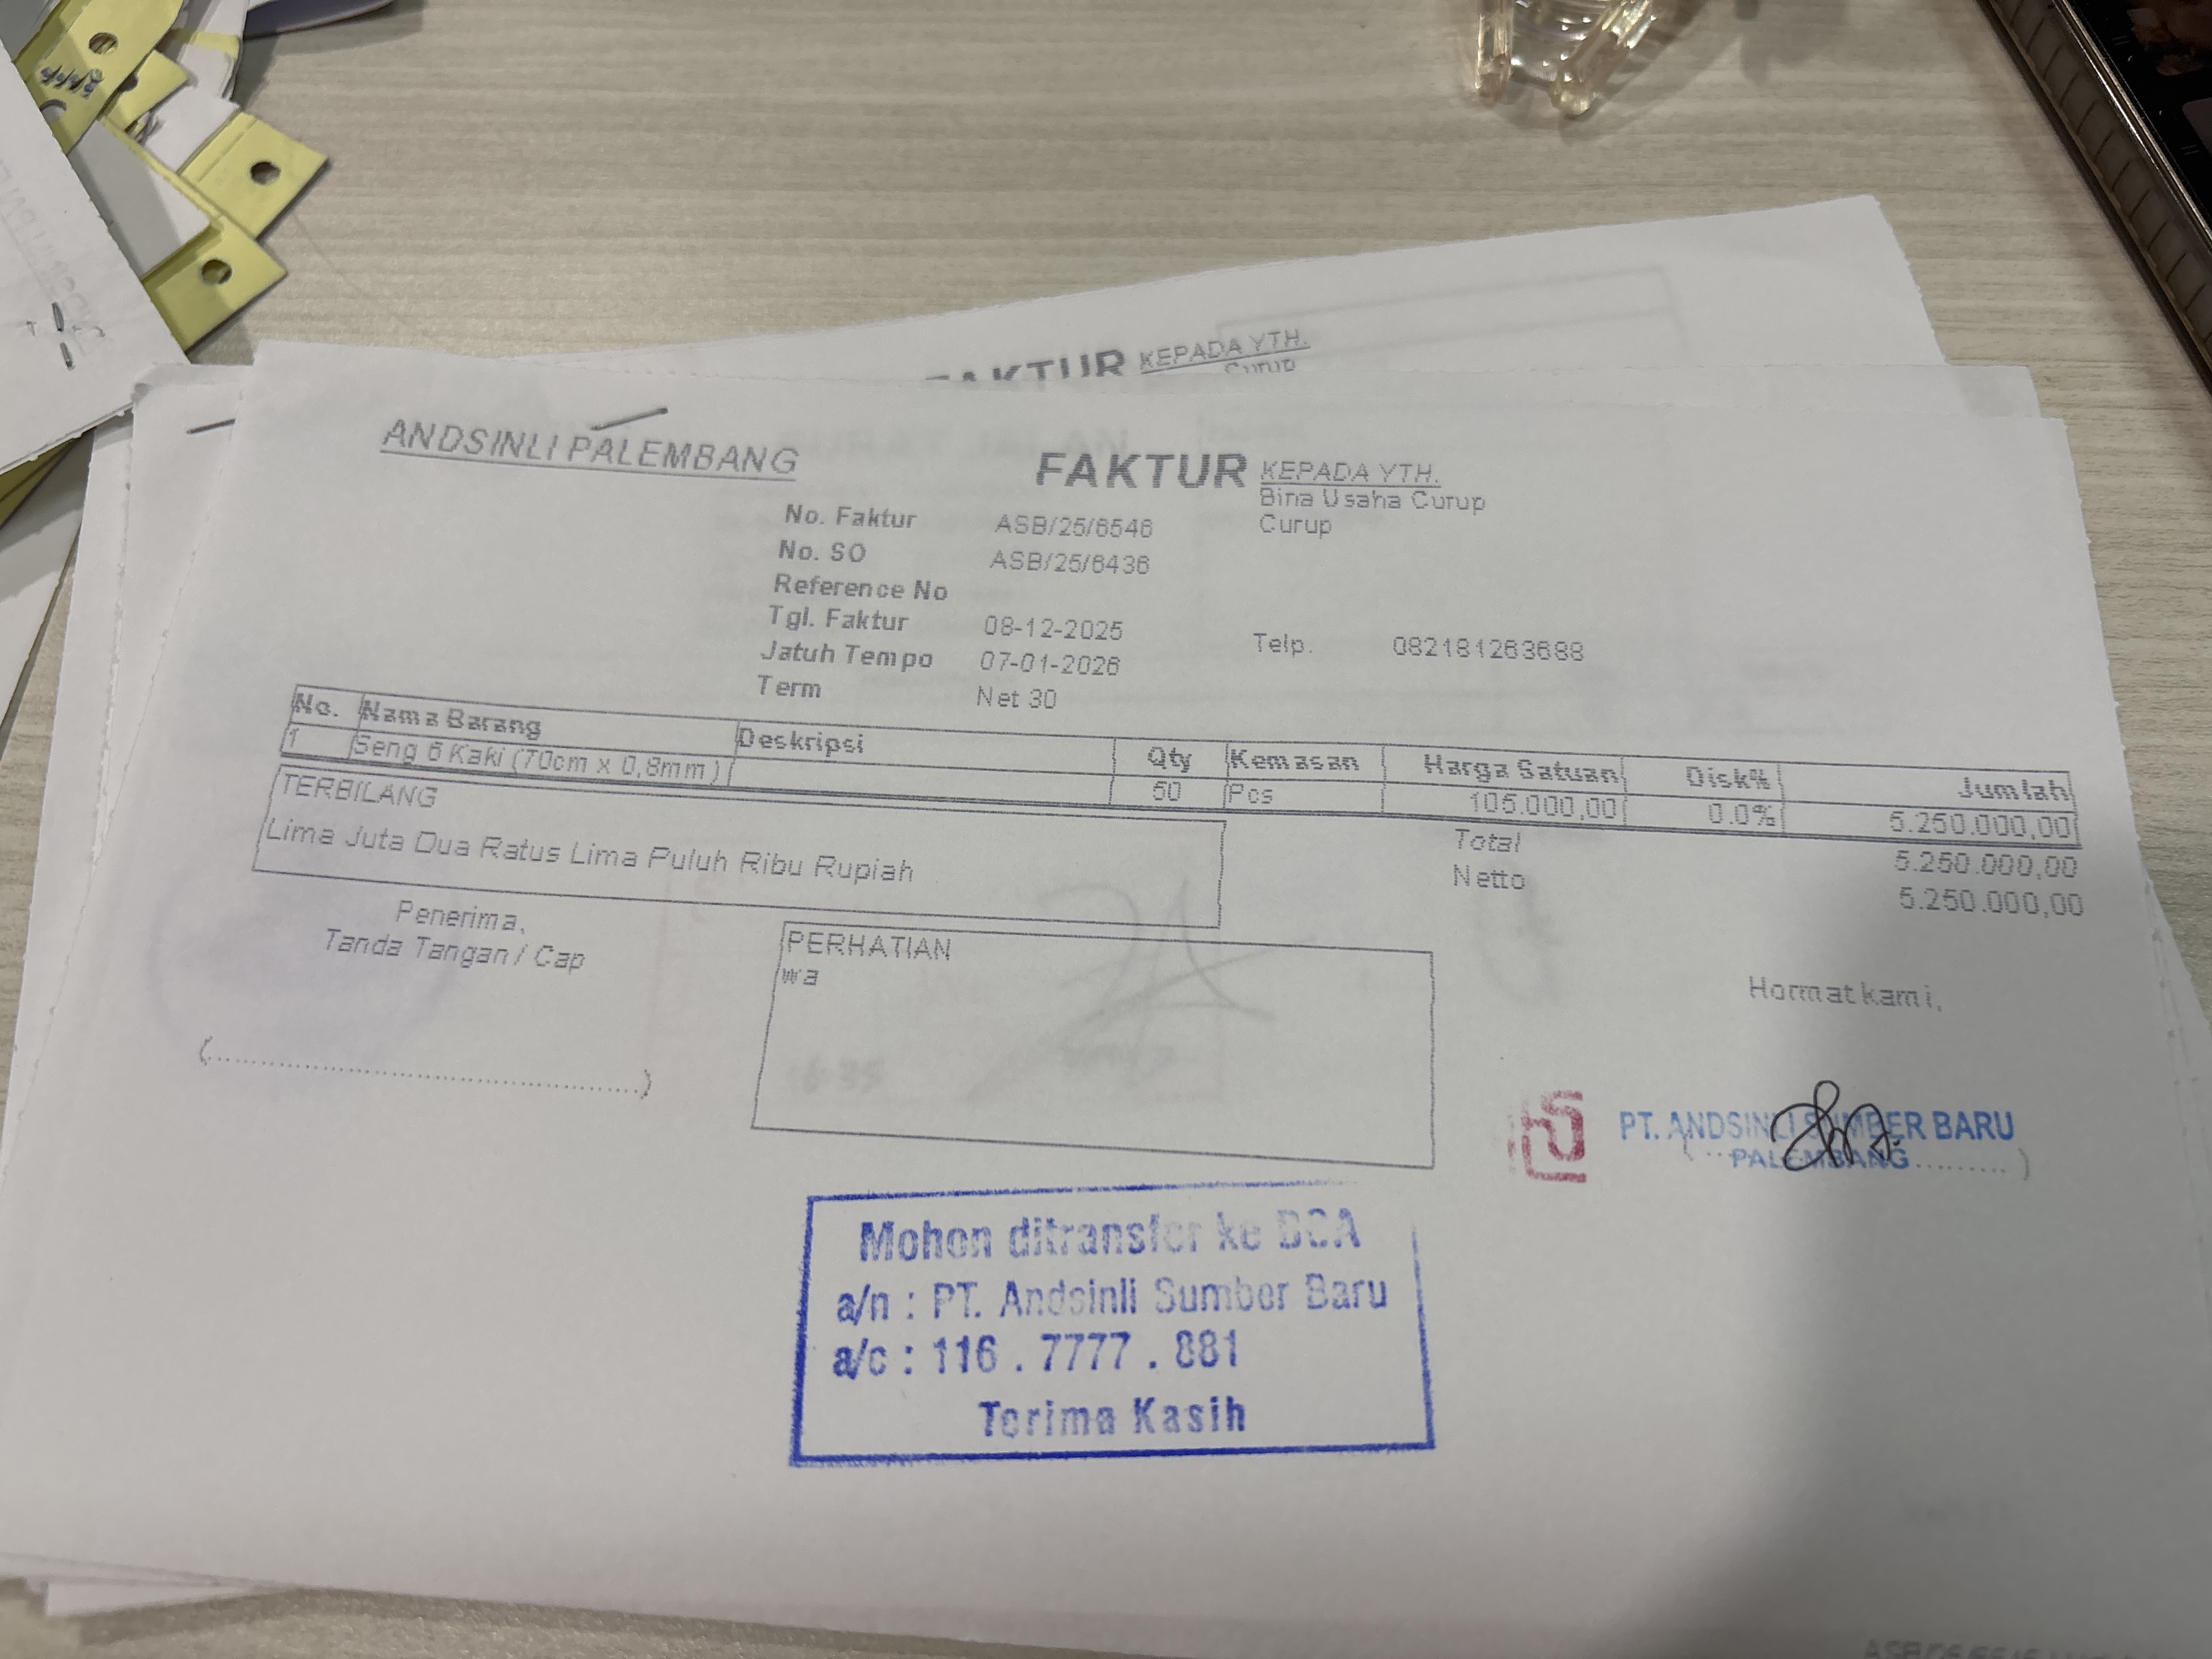 FAKTUR KEPADA YTH.
Curup
ANDSINLI PALEMBANG
FAKTUR
KEPADA YTH.
Bina Usaha Curup
Curup
No. Faktur ASB/25/6546
No. SO ASB/25/6436
Reference No
Tgl. Faktur 08-12-2025
Telp. 082181263688
Jatuh Tempo 07-01-2026
Term Net 30
No. Nama Barang Deskripsi Qty Kemasan Harga Satuan Disk% Jumlah
1 Seng 6 Kaki (70cm x 0,8mm) 50 Pcs 105.000,00 0.0% 5.250.000,00
TERBILANG
Lima Juta Dua Ratus Lima Puluh Ribu Rupiah
Total 5.250.000,00
Netto 5.250.000,00
Penerima,
Tanda Tangan / Cap
(..............................................)
PERHATIAN
wa
Hormat kami,
PT. ANDSINLI SUMBER BARU
PALEMBANG
Mohon ditransfer ke BCA
a/n : PT. Andsinli Sumber Baru
a/c : 116 . 7777 . 881
Terima Kasih